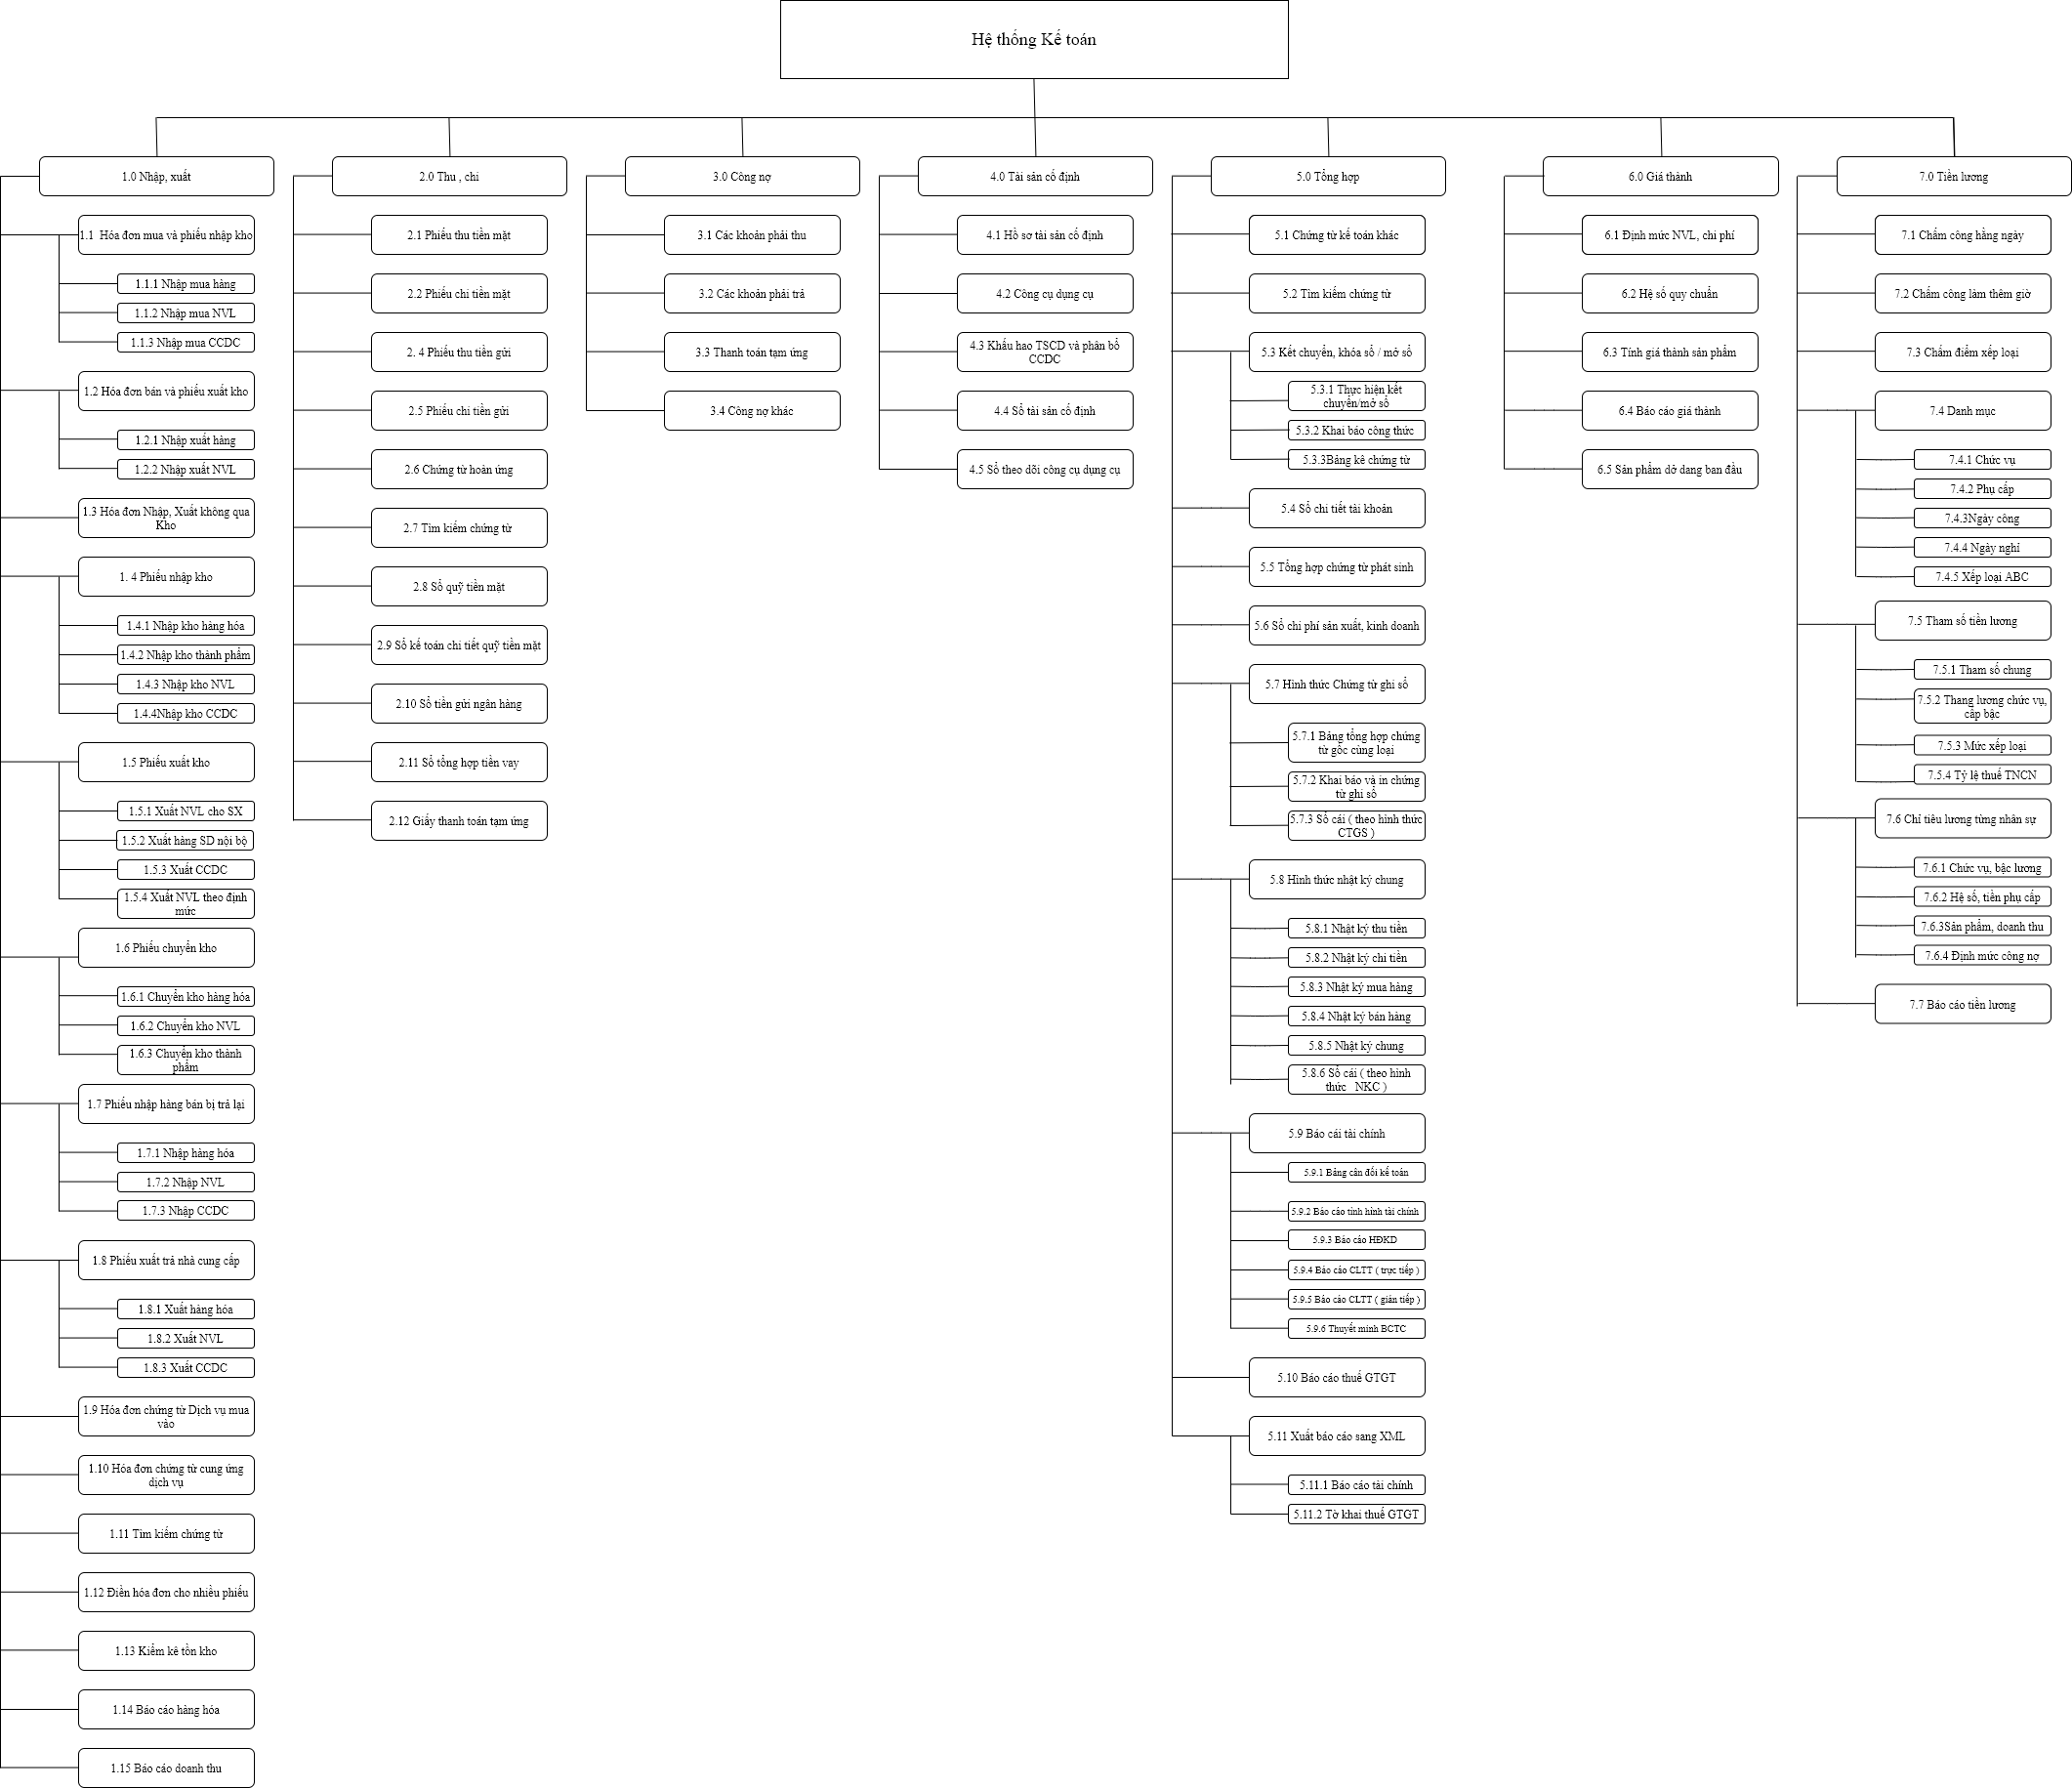 Hệ thống Kế toán
1.0 Nhập, xuất
1.1 Hóa đơn mua và phiếu nhập kho
1.1.1 Nhập mua hàng
1.1.2 Nhập mua NVL
1.1.3 Nhập mua CCDC
1.2 Hóa đơn bán và phiếu xuất kho
1.2.1 Nhập xuất hàng
1.2.2 Nhập xuất NVL
1.3 Hóa đơn Nhập, Xuất không qua
Kho
1. 4 Phiếu nhập kho
1.4.1 Nhập kho hàng hóa
1.4.2 Nhập kho thành phẩm
1.4.3 Nhập kho NVL
1.4.4Nhập kho CCDC
1.5 Phiếu xuất kho
1.5.1 Xuất NVL cho SX
1.5.2 Xuất hàng SD nội bộ
1.5.3 Xuất CCDC
1.5.4 Xuất NVL theo định
mức
1.6 Phiếu chuyển kho
1.6.1 Chuyển kho hàng hóa
1.6.2 Chuyển kho NVL
1.6.3 Chuyển kho thành
phẩm
1.7 Phiếu nhập hàng bán bị trả lại
1.7.1 Nhập hàng hóa
1.7.2 Nhập NVL
1.7.3 Nhập CCDC
1.8 Phiếu xuất trả nhà cung cấp
1.8.1 Xuất hàng hóa
1.8.2 Xuất NVL
1.8.3 Xuất CCDC
1.9 Hóa đơn chứng từ Dịch vụ mua
vào
1.10 Hóa đơn chứng từ cung ứng
dịch vụ
1.11 Tìm kiếm chứng từ
1.12 Điền hóa đơn cho nhiều phiếu
1.13 Kiểm kê tồn kho
1.14 Báo cáo hàng hóa
1.15 Báo cáo doanh thu
2.0 Thu , chi
2.1 Phiếu thu tiền mặt
2.2 Phiếu chi tiền mặt
2. 4 Phiếu thu tiền gửi
2.5 Phiếu chi tiền gửi
2.6 Chứng từ hoàn ứng
2.7 Tìm kiếm chứng từ
2.8 Sổ quỹ tiền mặt
2.9 Sổ kế toán chi tiết quỹ tiền mặt
2.10 Sổ tiền gửi ngân hàng
2.11 Sổ tổng hợp tiền vay
2.12 Giấy thanh toán tạm ứng
3.0 Công nợ
3.1 Các khoản phải thu
3.2 Các khoản phải trả
3.3 Thanh toán tạm ứng
3.4 Công nợ khác
4.0 Tài sản cố định
4.1 Hồ sơ tài sản cố định
4.2 Công cụ dụng cụ
4.3 Khấu hao TSCD và phân bổ
CCDC
4.4 Sổ tài sản cố định
4.5 Sổ theo dõi công cụ dụng cụ
5.0 Tổng hợp
5.1 Chứng từ kế toán khác
5.2 Tìm kiếm chứng từ
5.3 Kết chuyển, khóa sổ / mở sổ
5.3.1 Thực hiện kết
chuyển/mở sổ
5.3.2 Khai báo công thức
5.3.3Bảng kê chứng từ
5.4 Sổ chi tiết tài khoản
5.5 Tổng hợp chứng từ phát sinh
5.6 Sổ chi phí sản xuất, kinh doanh
5.7 Hình thức Chứng từ ghi sổ
5.7.1 Bảng tổng hợp chứng
từ gốc cùng loại
5.7.2 Khai báo và in chứng
từ ghi sổ
5.7.3 Sổ cái ( theo hình thức
CTGS )
5.8 Hình thức nhật ký chung
5.8.1 Nhật ký thu tiền
5.8.2 Nhật ký chi tiền
5.8.3 Nhật ký mua hàng
5.8.4 Nhật ký bán hàng
5.8.5 Nhật ký chung
5.8.6 Sổ cái ( theo hình
thức NKC )
5.9 Báo cái tài chính
5.9.1 Bảng cân đối kế toán
5.9.2 Báo cáo tình hình tài chính
5.9.3 Báo cáo HĐKD
5.9.4 Báo cáo CLTT ( trực tiếp )
5.9.5 Báo cáo CLTT ( gián tiếp )
5.9.6 Thuyết minh BCTC
5.10 Báo cáo thuế GTGT
5.11 Xuất báo cáo sang XML
5.11.1 Báo cáo tài chính
5.11.2 Tờ khai thuế GTGT
6.0 Giá thành
6.1 Định mức NVL, chi phí
6.2 Hệ số quy chuẩn
6.3 Tính giá thành sản phẩm
6.4 Báo cáo giá thành
6.5 Sản phẩm dở dang ban đầu
7.0 Tiền lương
7.1 Chấm công hằng ngày
7.2 Chấm công làm thêm giờ
7.3 Chấm điểm xếp loại
7.4 Danh mục
7.4.1 Chức vụ
7.4.2 Phụ cấp
7.4.3Ngày công
7.4.4 Ngày nghỉ
7.4.5 Xếp loại ABC
7.5 Tham số tiền lương
7.5.1 Tham số chung
7.5.2 Thang lương chức vụ,
cấp bậc
7.5.3 Mức xếp loại
7.5.4 Tỷ lệ thuế TNCN
7.6 Chỉ tiêu lương từng nhân sự
7.6.1 Chức vụ, bậc lương
7.6.2 Hệ số, tiền phụ cấp
7.6.3Sản phẩm, doanh thu
7.6.4 Định mức công nợ
7.7 Báo cáo tiền lương